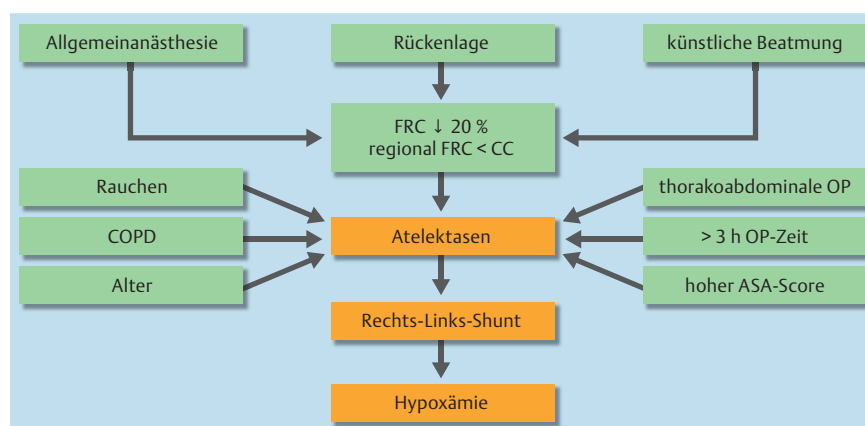 Allgemeinanästhesie
Rückenlage
künstliche Beatmung
FRC ↓ 20 %
regional FRC < CC
Rauchen
thorakoabdominale OP
COPD
Atelektasen
> 3 h OP-Zeit
Alter
hoher ASA-Score
Rechts-Links-Shunt
Hypoxämie